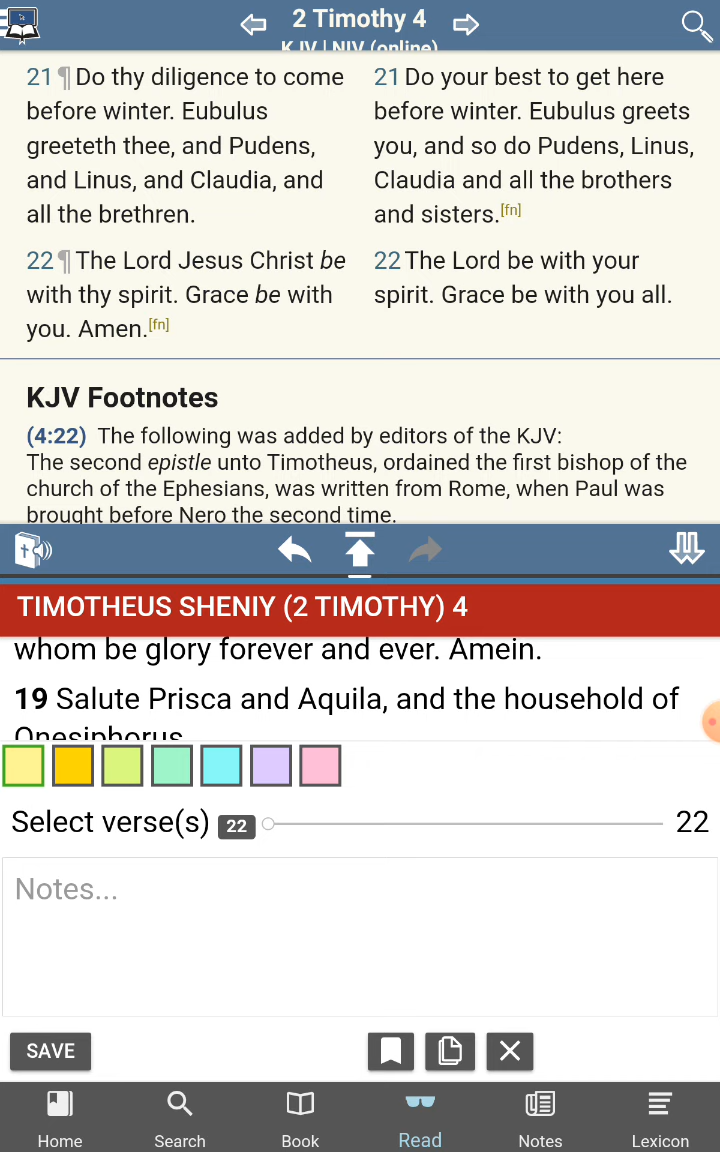 2 Timothy 4
KJV | NIV (online)
21 ¶ Do thy diligence to come
before winter. Eubulus
greeteth thee, and Pudens,
and Linus, and Claudia, and
all the brethren.
22 ¶ The Lord Jesus Christ be
with thy spirit. Grace be with
you. Amen.[fn]
21 Do your best to get here
before winter. Eubulus greets
you, and so do Pudens, Linus,
Claudia and all the brothers
and sisters.[fn]
22 The Lord be with your
spirit. Grace be with you all.
KJV Footnotes
(4:22) The following was added by editors of the KJV:
The second epistle unto Timotheus, ordained the first bishop of the
church of the Ephesians, was written from Rome, when Paul was
brought before Nero the second time.
TIMOTHEUS SHENIY (2 TIMOTHY) 4
whom be glory forever and ever. Amein.
19 Salute Prisca and Aquila, and the household of
Onesiphorus
Select verse(s) 22 22
Notes...
SAVE
Home Search Book Read Notes Lexicon